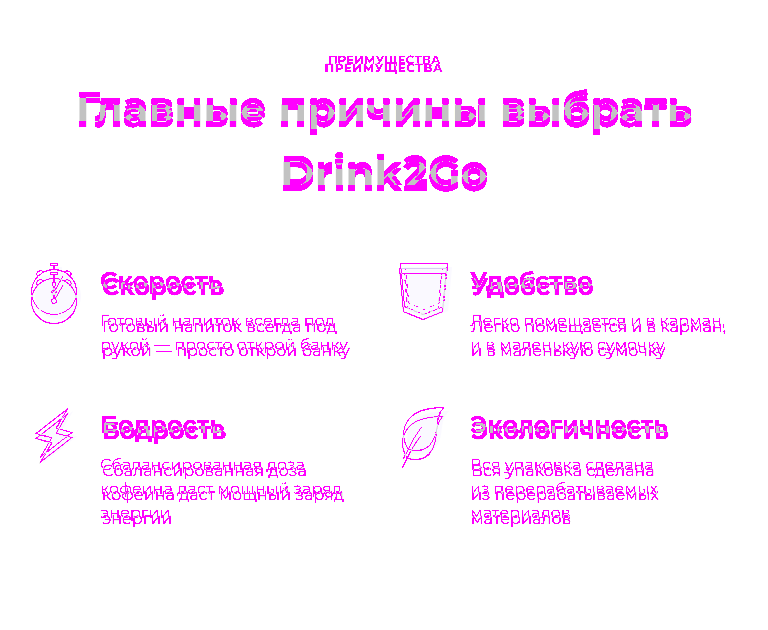 ПРЕИМУЩЕСТВА
Главные причины выбрать
Drink2Go
Скорость
Готовый напиток всегда под
рукой — просто открой банку
Удобство
Легко помещается и в карман,
и в маленькую сумочку
Бодрость
Сбалансированная доза
кофеина даст мощный заряд
энергии
Экологичность
Вся упаковка сделана
из перерабатываемых
материалов